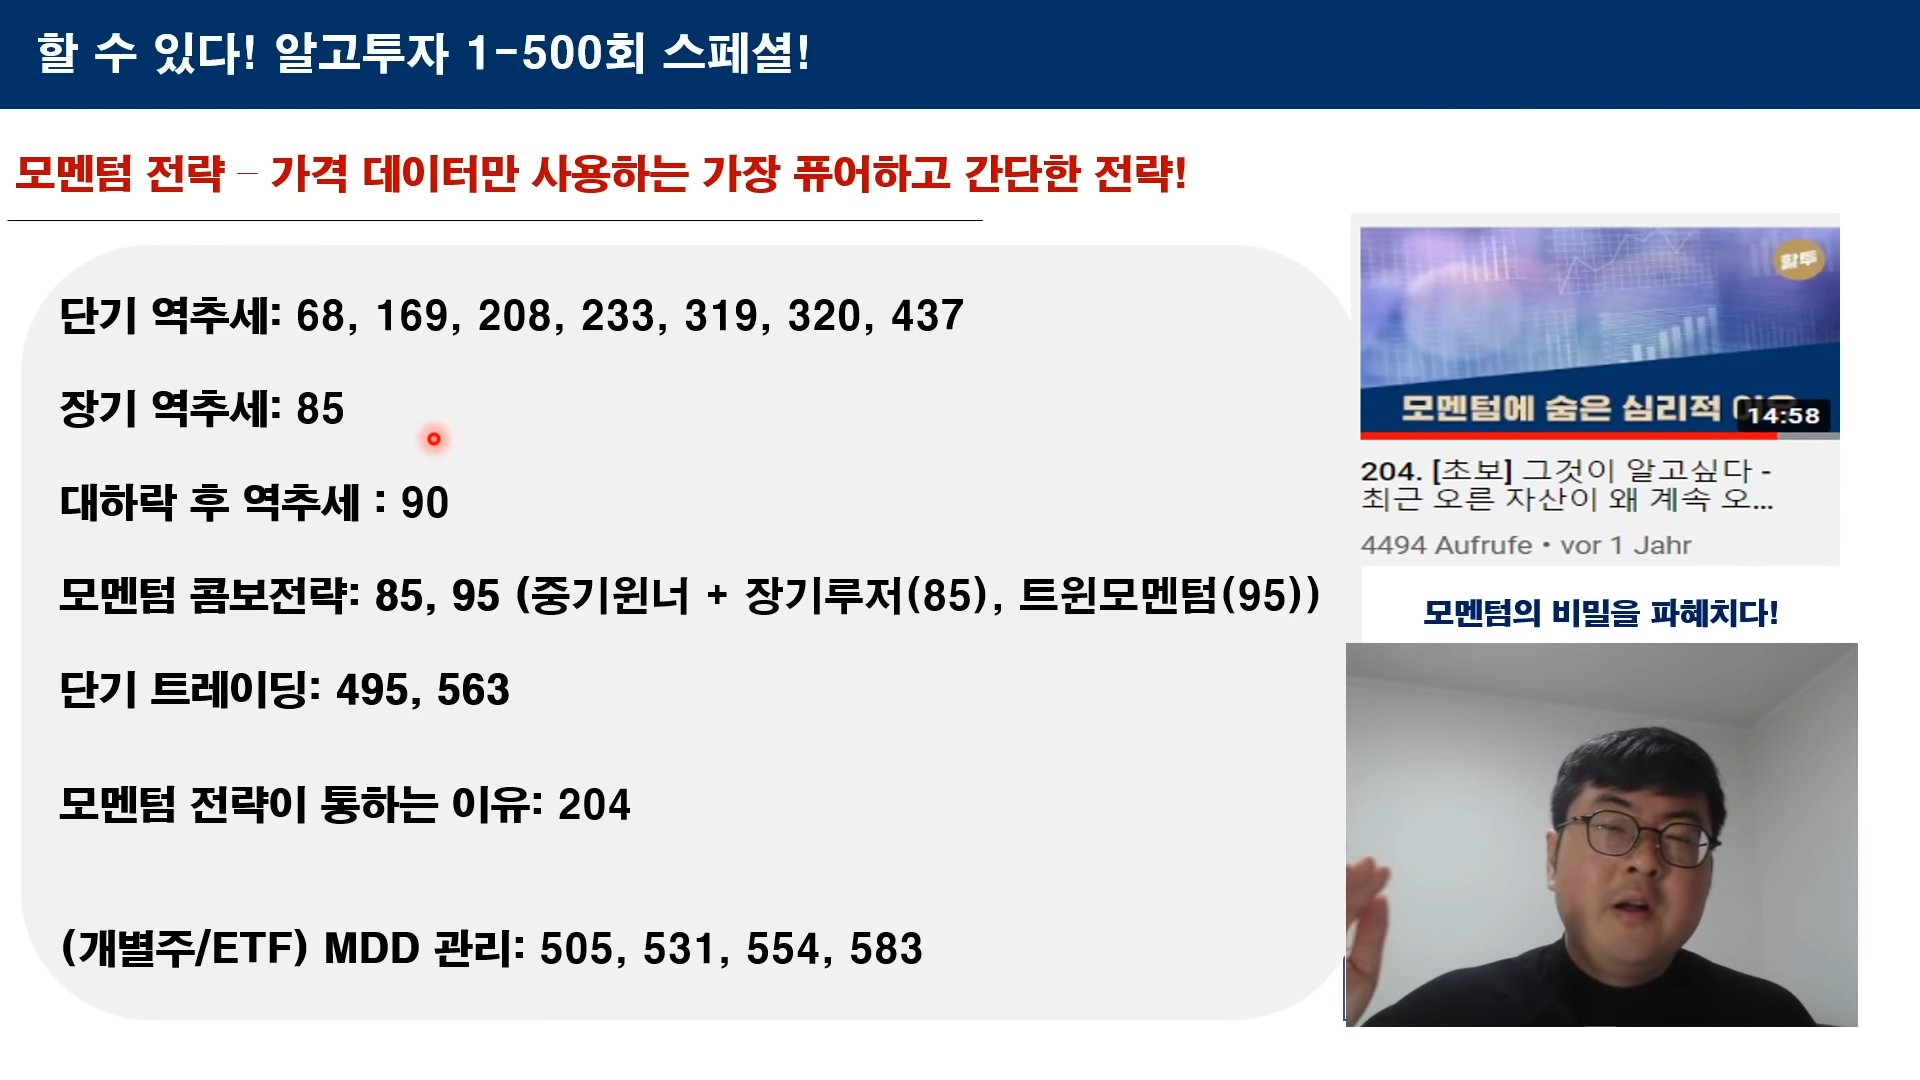 할 수 있다! 알고투자 1-500회 스페셜!
모멘텀 전략 – 가격 데이터만 사용하는 가장 퓨어하고 간단한 전략!
단기 역추세: 68, 169, 208, 233, 319, 320, 437
장기 역추세: 85
대하락 후 역추세 : 90
모멘텀 콤보전략: 85, 95 (중기위너 + 장기루저(85), 트윈모멘텀(95))
단기 트레이딩: 495, 563
모멘텀 전략이 통하는 이유: 204
(개별주/ETF) MDD 관리: 505, 531, 554, 583
할투
모멘텀에 숨은 심리적
14:58
204. [초보] 그것이 알고싶다 -
최근 오른 자산이 왜 계속 오...
4494 Aufrufe • vor 1 Jahr
모멘텀의 비밀을 파헤치다!